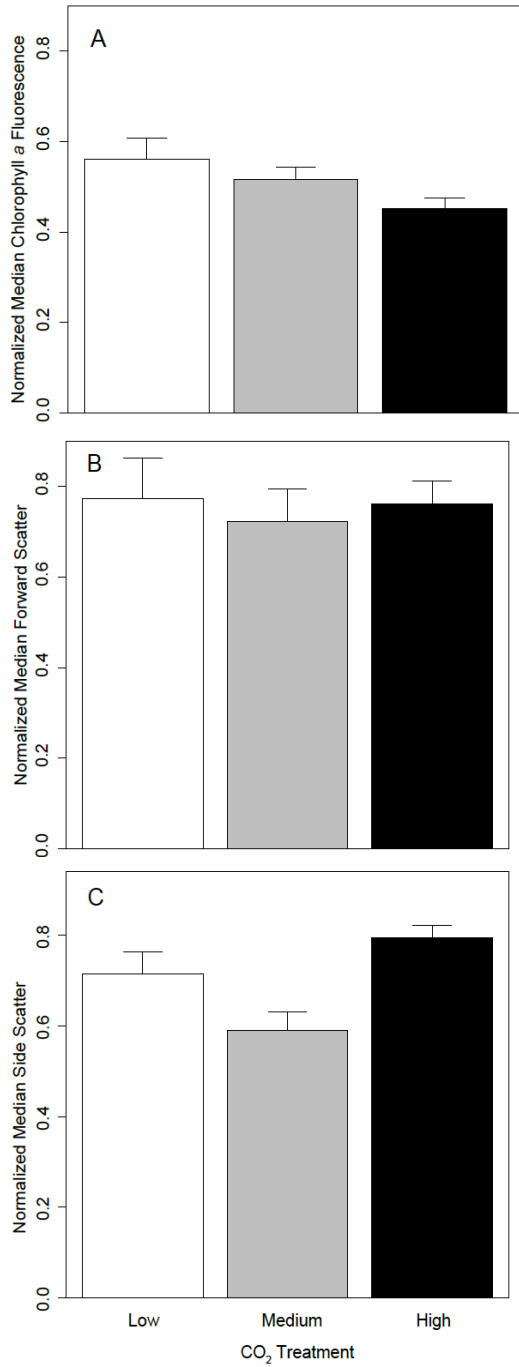 A
Normalized Median Chlorophyll a Fluorescence
0.8
0.6
0.4
0.2
0.0
B
Normalized Median Forward Scatter
0.8
0.6
0.4
0.2
0.0
C
Normalized Median Side Scatter
0.8
0.6
0.4
0.2
0.0
Low Medium High
CO₂ Treatment